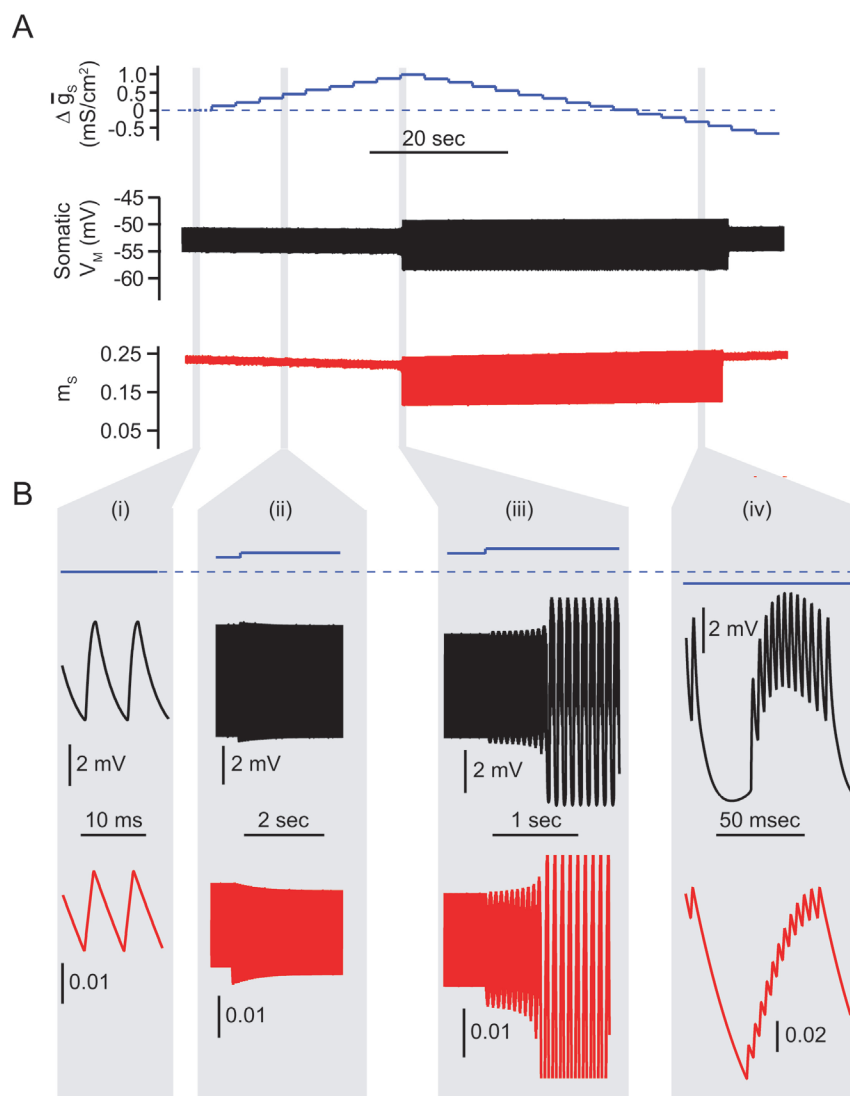 A
Δ g̅s (mS/cm²)
1.0
0.5
0
-0.5
20 sec
Somatic VM (mV)
-45
-50
-55
-60
ms
0.25
0.15
0.05
B
(i)
(ii)
(iii)
(iv)
2 mV
2 mV
2 mV
2 mV
10 ms
2 sec
1 sec
50 msec
0.01
0.01
0.01
0.02